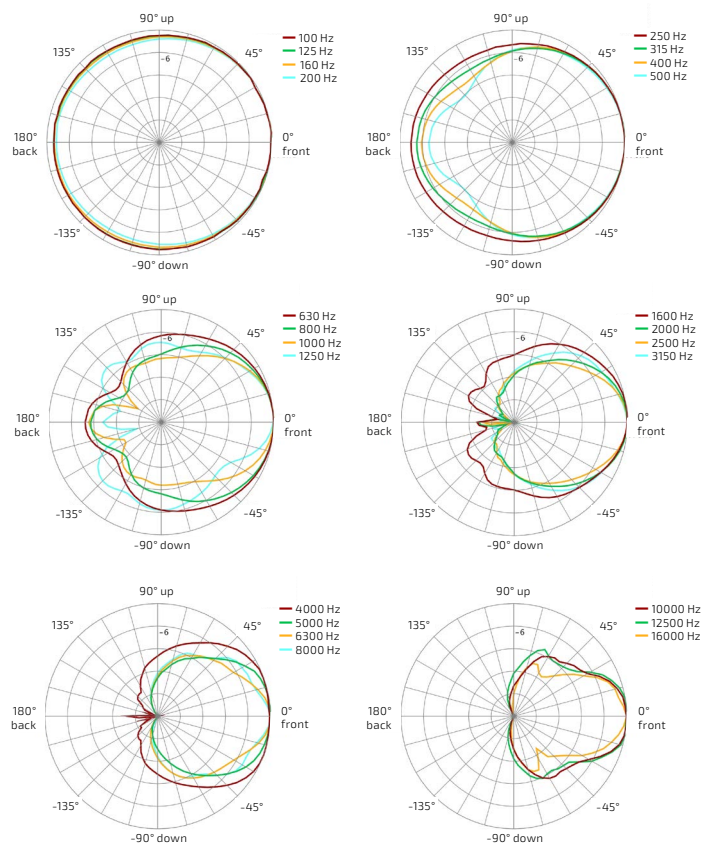 90° up
100 Hz
125 Hz
160 Hz
200 Hz
135°
45°
-6
180°
back
0°
front
-135°
-45°
-90° down
90° up
250 Hz
315 Hz
400 Hz
500 Hz
135°
45°
-6
180°
back
0°
front
-135°
-45°
-90° down
90° up
630 Hz
800 Hz
1000 Hz
1250 Hz
135°
45°
-6
180°
back
0°
front
-135°
-45°
-90° down
90° up
1600 Hz
2000 Hz
2500 Hz
3150 Hz
135°
45°
-6
180°
back
0°
front
-135°
-45°
-90° down
90° up
4000 Hz
5000 Hz
6300 Hz
8000 Hz
135°
45°
-6
180°
back
0°
front
-135°
-45°
-90° down
90° up
10000 Hz
12500 Hz
16000 Hz
135°
45°
-6
180°
back
0°
front
-135°
-45°
-90° down